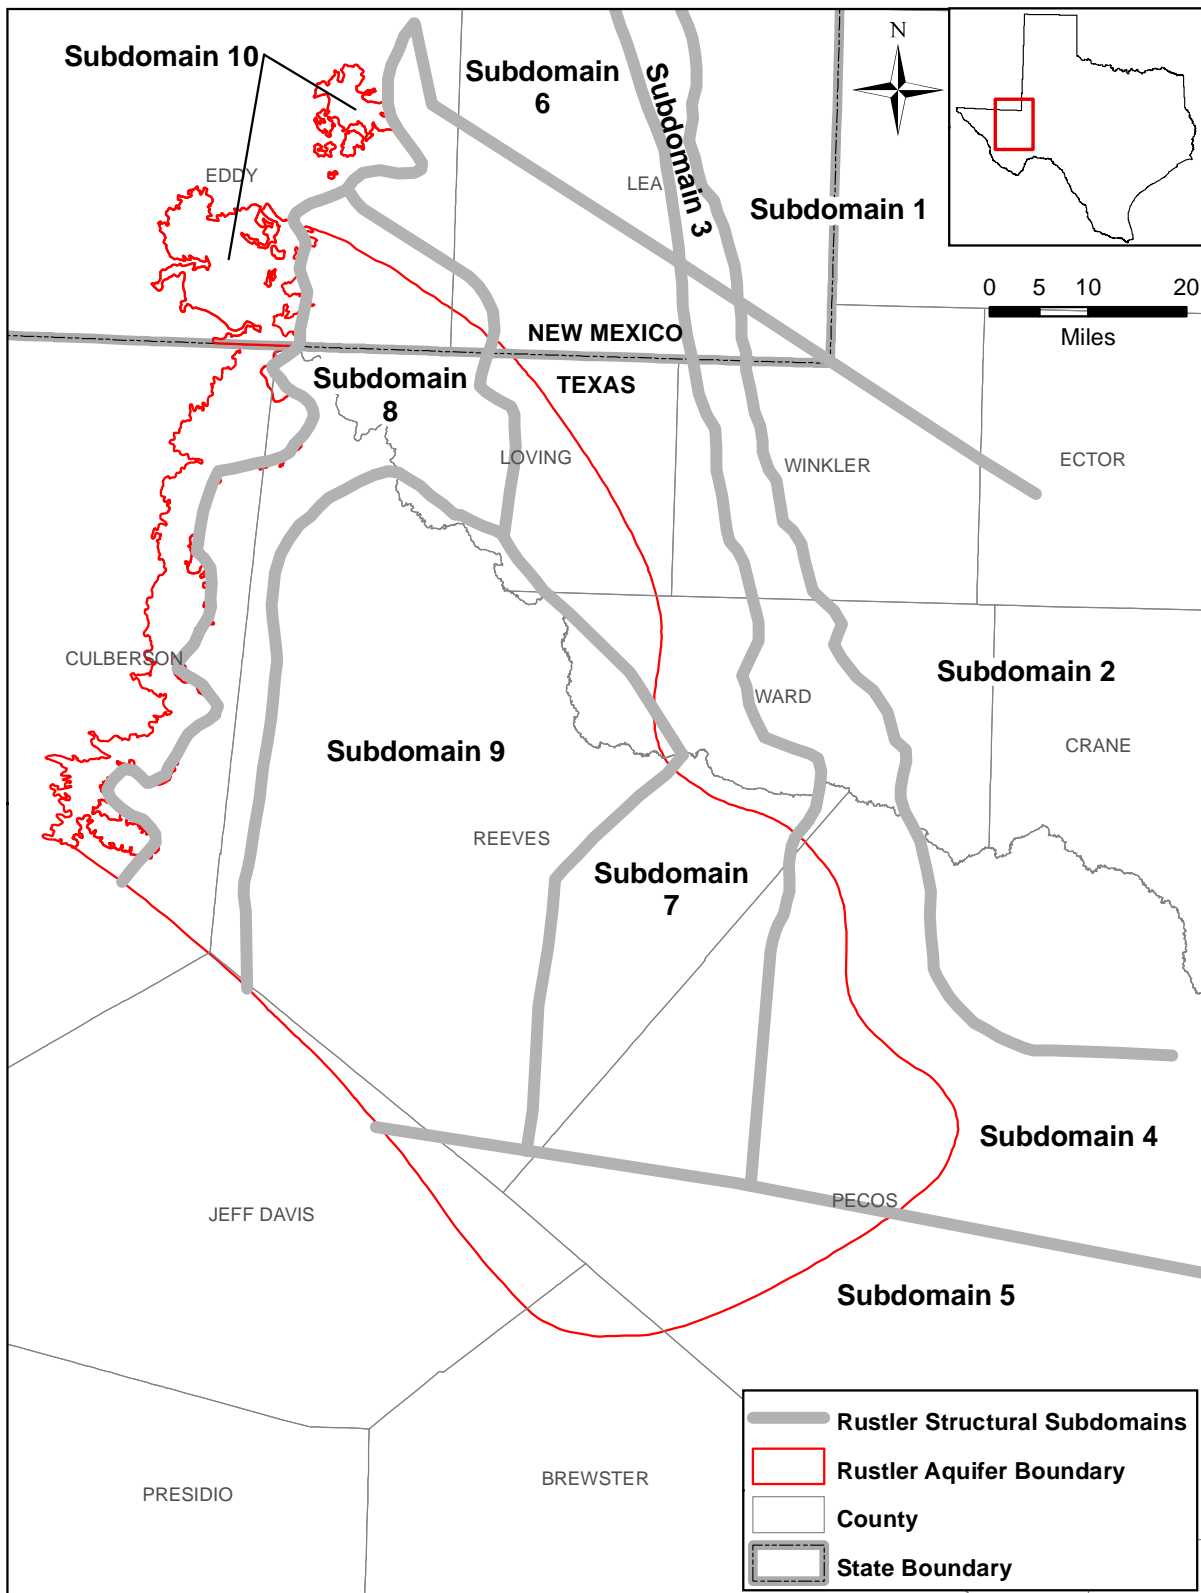 Subdomain 10
Subdomain
6
N
EDDY
LEA
Subdomain 3
Subdomain 1
0 5 10 20
Miles
NEW MEXICO
TEXAS
Subdomain
8
LOVING
WINKLER
ECTOR
CULBERSON
Subdomain 2
WARD
CRANE
Subdomain 9
REEVES
Subdomain
7
Subdomain 4
PECOS
JEFF DAVIS
Subdomain 5
PRESIDIO
BREWSTER
Rustler Structural Subdomains
Rustler Aquifer Boundary
County
State Boundary